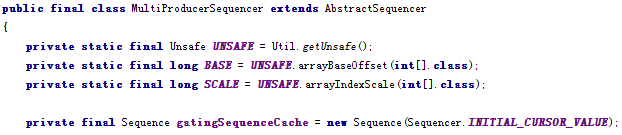 public final class MultiProducerSequencer extends AbstractSequencer
{
    private static final Unsafe UNSAFE = Util.getUnsafe();
    private static final long BASE = UNSAFE.arrayBaseOffset(int[].class);
    private static final long SCALE = UNSAFE.arrayIndexScale(int[].class);
    private final Sequence gatingSequenceCache = new Sequence(Sequencer.INITIAL_CURSOR_VALUE);